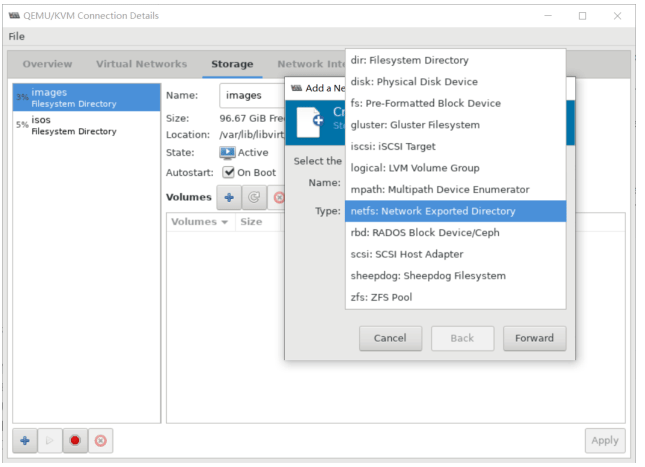 QEMU/KVM Connection Details
File
Overview Virtual Networks Storage Network Inte
5% images
Filesystem Directory
5% isos
Filesystem Directory
Name: images
Size: 96.67 GiB Fre
Location: /var/lib/libvirt
State: Active
Autostart: On Boot
Volumes
Volumes Size
Add a Ne
Cr
Sto
Select the
Name:
Type:
dir: Filesystem Directory
disk: Physical Disk Device
fs: Pre-Formatted Block Device
gluster: Gluster Filesystem
iscsi: iSCSI Target
logical: LVM Volume Group
mpath: Multipath Device Enumerator
netfs: Network Exported Directory
rbd: RADOS Block Device/Ceph
scsi: SCSI Host Adapter
sheepdog: Sheepdog Filesystem
zfs: ZFS Pool
Cancel Back Forward
Apply